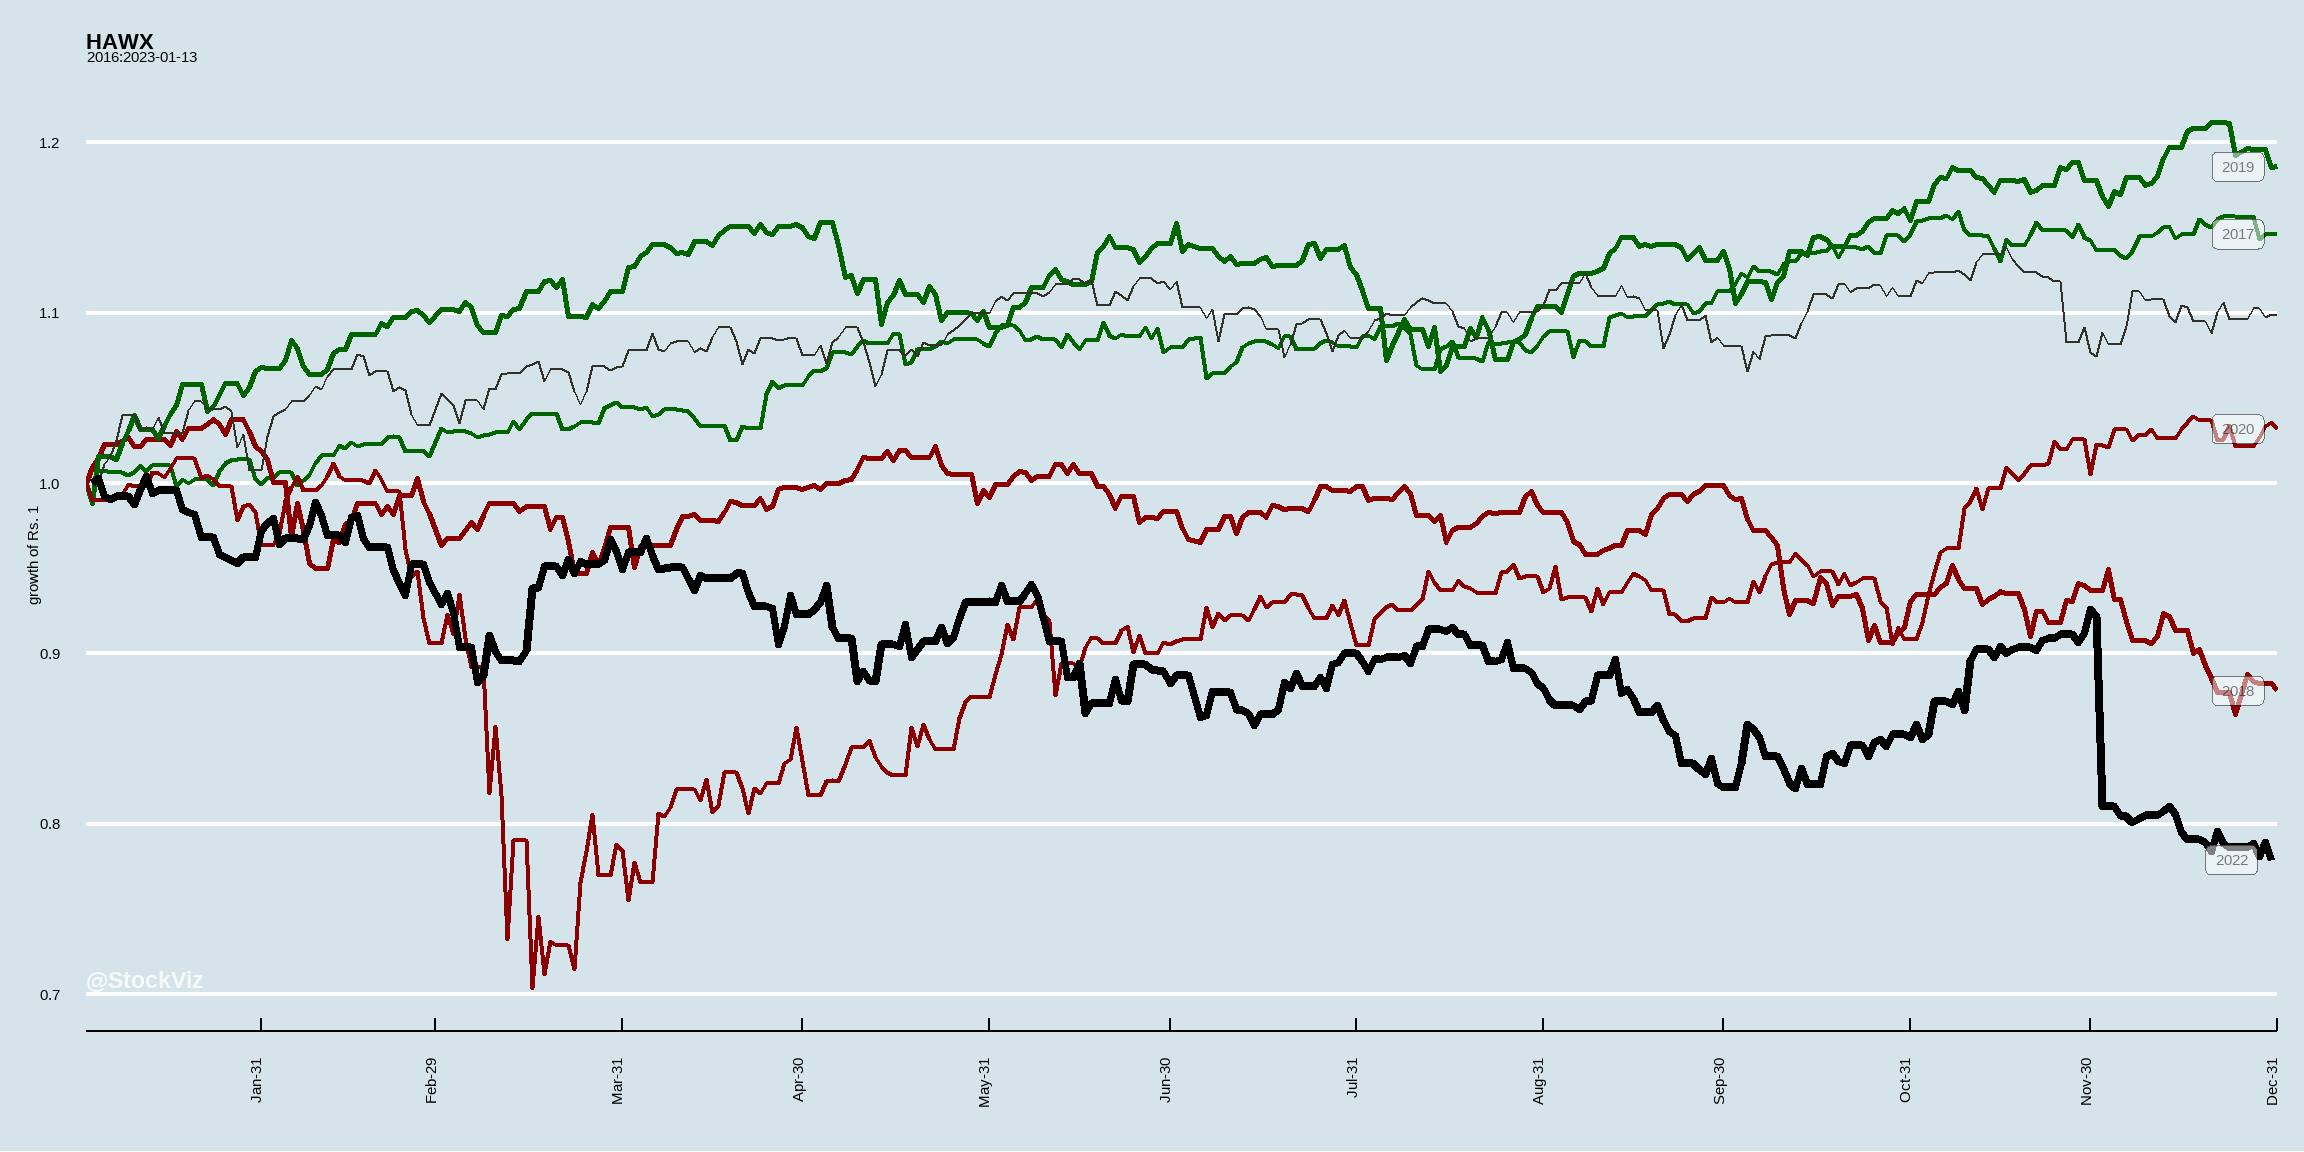 HAWX
2016:2023-01-13
1.2
1.1
1.0
0.9
0.8
0.7
growth of Rs. 1
2019
2017
2020
2018
2022
@StockViz
Jan-31
Feb-29
Mar-31
Apr-30
May-31
Jun-30
Jul-31
Aug-31
Sep-30
Oct-31
Nov-30
Dec-31